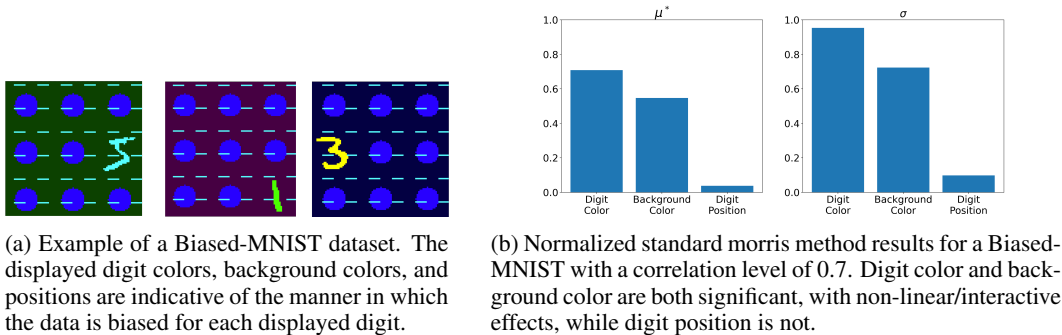 (a) Example of a Biased-MNIST dataset. The
displayed digit colors, background colors, and
positions are indicative of the manner in which
the data is biased for each displayed digit.
μ*
1.0
0.8
0.6
0.4
0.2
0.0
Digit Color
Background Color
Digit Position
σ
1.0
0.8
0.6
0.4
0.2
0.0
Digit Color
Background Color
Digit Position
(b) Normalized standard morris method results for a Biased-
MNIST with a correlation level of 0.7. Digit color and back-
ground color are both significant, with non-linear/interactive
effects, while digit position is not.